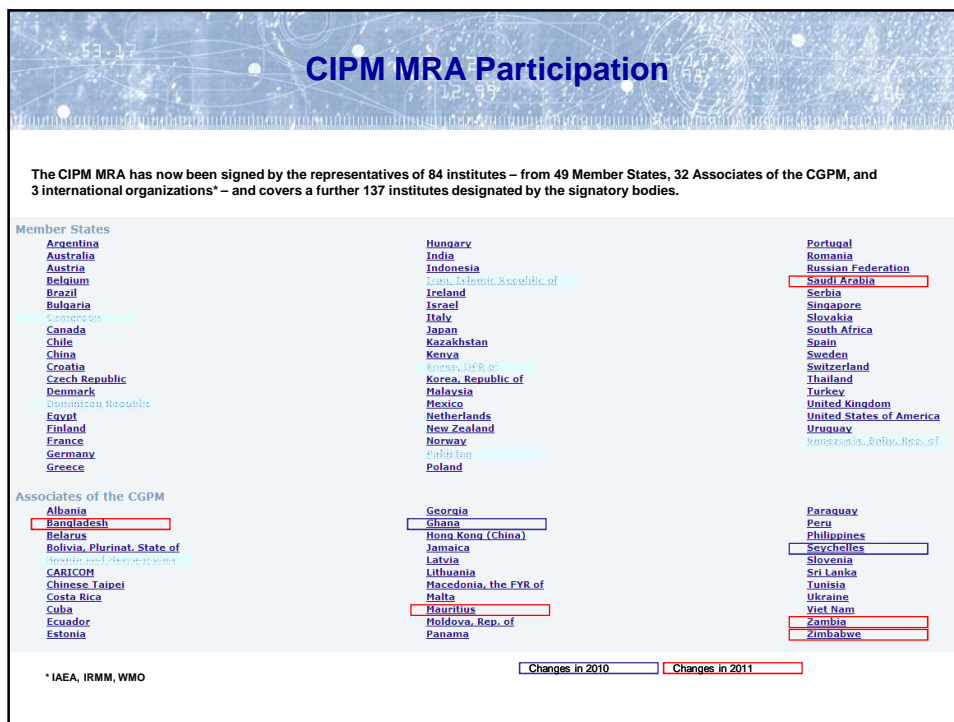 CIPM MRA Participation
The CIPM MRA has now been signed by the representatives of 84 institutes – from 49 Member States, 32 Associates of the CGPM, and
3 international organizations* – and covers a further 137 institutes designated by the signatory bodies.
Member States
Argentina
Australia
Austria
Belgium
Brazil
Bulgaria
Cameroon
Canada
Chile
China
Croatia
Czech Republic
Denmark
Dominican Republic
Egypt
Finland
France
Germany
Greece
Hungary
India
Indonesia
Iran, Islamic Republic of
Ireland
Israel
Italy
Japan
Kazakhstan
Kenya
Korea, DPR of
Korea, Republic of
Malaysia
Mexico
Netherlands
New Zealand
Norway
Pakistan
Poland
Portugal
Romania
Russian Federation
Saudi Arabia
Serbia
Singapore
Slovakia
South Africa
Spain
Sweden
Switzerland
Thailand
Turkey
United Kingdom
United States of America
Uruguay
Venezuela, Boliv. Rep. of
Associates of the CGPM
Albania
Bangladesh
Belarus
Bolivia, Plurinat. State of
Bosnia and Herzegovina
CARICOM
Chinese Taipei
Costa Rica
Cuba
Ecuador
Estonia
Georgia
Ghana
Hong Kong (China)
Jamaica
Latvia
Lithuania
Macedonia, the FYR of
Malta
Mauritius
Moldova, Rep. of
Panama
Paraguay
Peru
Philippines
Seychelles
Slovenia
Sri Lanka
Tunisia
Ukraine
Viet Nam
Zambia
Zimbabwe
* IAEA, IRMM, WMO
Changes in 2010
Changes in 2011